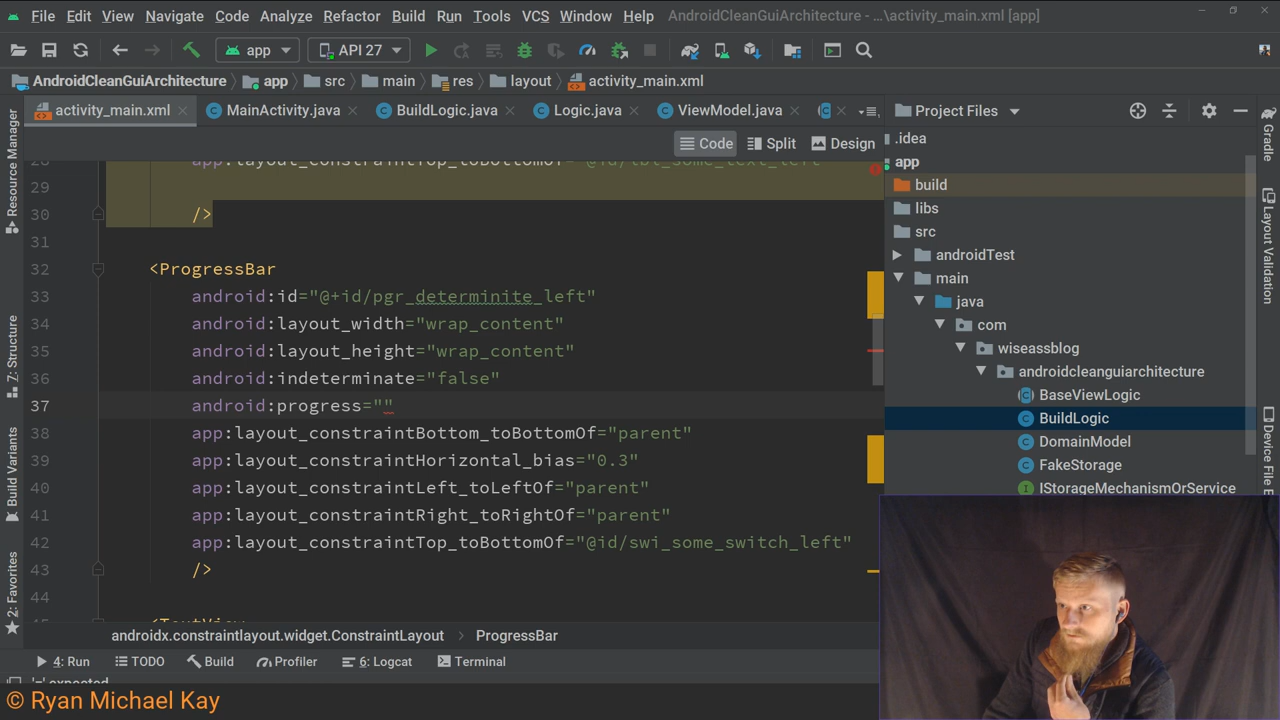 File Edit View Navigate Code Analyze Refactor Build Run Tools VCS Window Help AndroidCleanGuiArchitecture - ...\activity_main.xml [app]
app API 27
AndroidCleanGuiArchitecture app src main res layout activity_main.xml
activity_main.xml MainActivity.java BuildLogic.java Logic.java ViewModel.java
Project Files
Code Split Design
Resource Manager
7: Structure
Build Variants
2: Favorites
29
30 />
31
32 <ProgressBar
33 android:id="@+id/pgr_determinite_left"
34 android:layout_width="wrap_content"
35 android:layout_height="wrap_content"
36 android:indeterminate="false"
37 android:progress=""
38 app:layout_constraintBottom_toBottomOf="parent"
39 app:layout_constraintHorizontal_bias="0.3"
40 app:layout_constraintLeft_toLeftOf="parent"
41 app:layout_constraintRight_toRightOf="parent"
42 app:layout_constraintTop_toBottomOf="@id/swi_some_switch_left"
43 />
44
androidx.constraintlayout.widget.ConstraintLayout ProgressBar
4: Run TODO Build Profiler 6: Logcat Terminal
.idea
app
build
libs
src
androidTest
main
java
com
wiseassblog
androidcleanguiarchitecture
BaseViewLogic
BuildLogic
DomainModel
FakeStorage
IStorageMechanismOrService
Gradle
Layout Validation
© Ryan Michael Kay